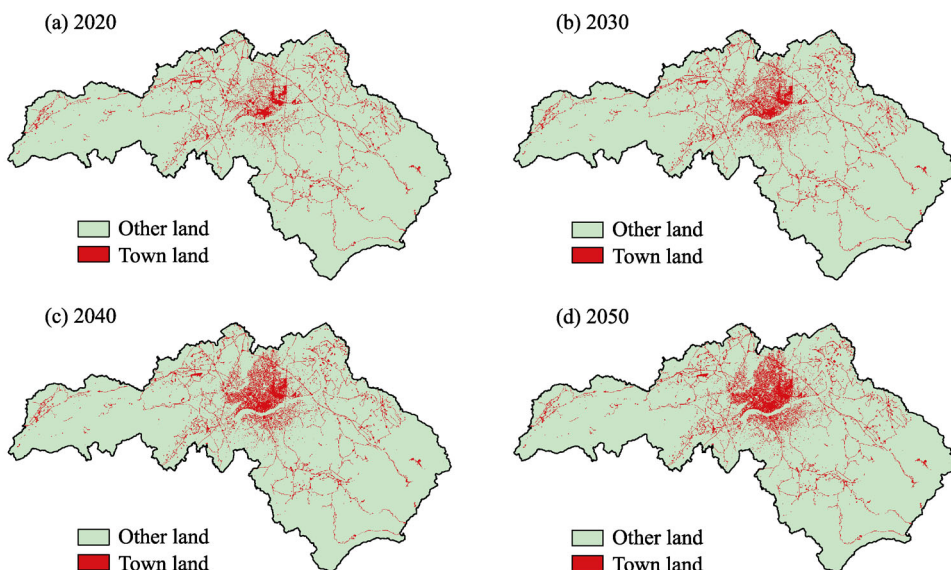 (a) 2020
(b) 2030
Other land
Town land
Other land
Town land
(c) 2040
(d) 2050
Other land
Town land
Other land
Town land